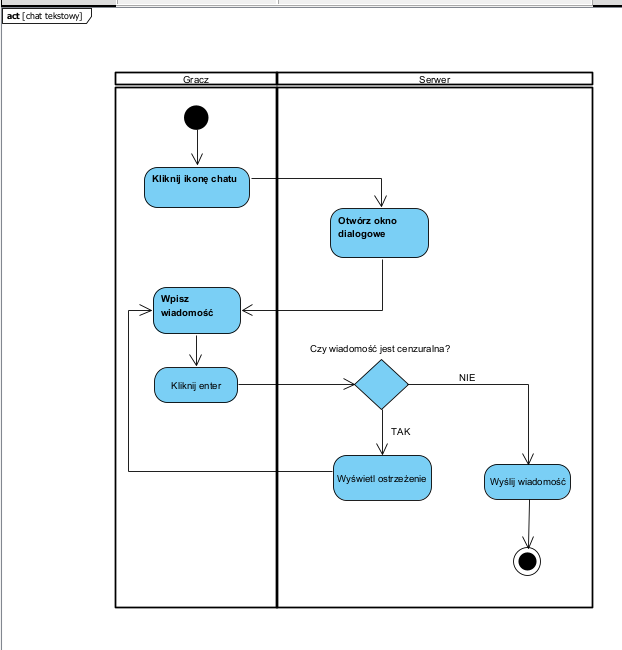 act [chat tekstowy]
Gracz
Serwer
Kliknij ikonę chatu
Otwórz okno
dialogowe
Wpisz
wiadomość
Czy wiadomość jest cenzuralna?
Kliknij enter
NIE
TAK
Wyświetl ostrzeżenie
Wyślij wiadomość